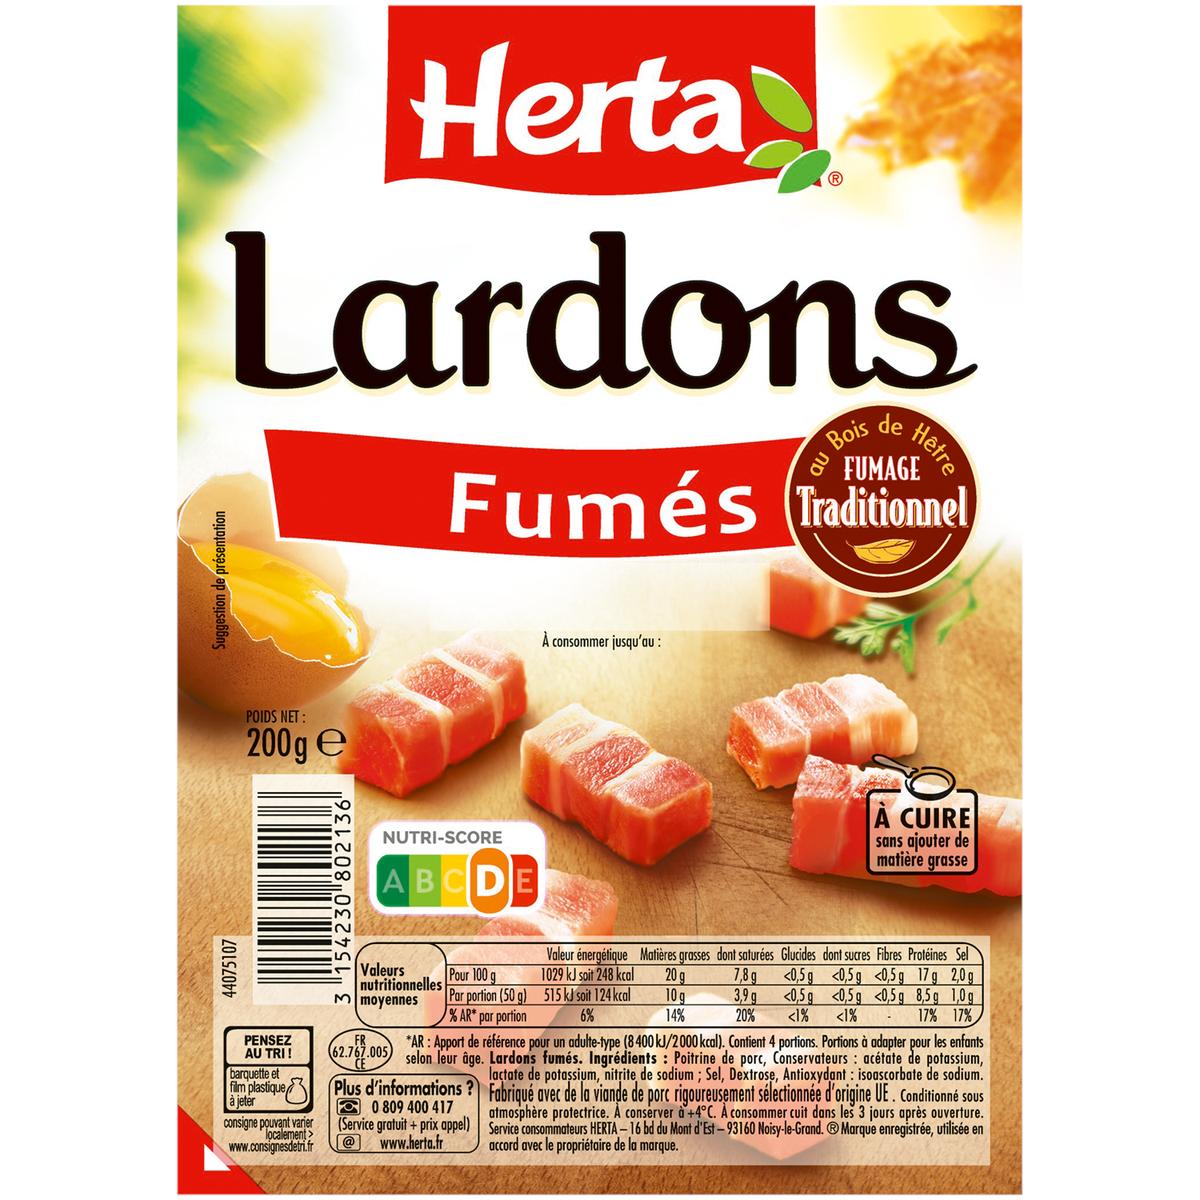 Herta
®
Lardons
Fumés
au Bois de Hêtre
FUMAGE
Traditionnel
Suggestion de présentation
À consommer jusqu'au :
POIDS NET :
200g ℮
À CUIRE
sans ajouter de
matière grasse
NUTRI-SCORE
A B C D E
3 154230 802136
44075107
Valeur énergétique Matières grasses dont saturées Glucides dont sucres Fibres Protéines Sel
Valeurs
nutritionnelles
moyennes
Pour 100 g 1029 kJ soit 248 kcal 20 g 7,8 g <0,5 g <0,5 g <0,5 g 17 g 2,0 g
Par portion (50 g) 515 kJ soit 124 kcal 10 g 3,9 g <0,5 g <0,5 g <0,5 g 8,5 g 1,0 g
% AR* par portion 6% 14% 20% <1% <1% - 17% 17%
PENSEZ
AU TRI !
barquette et
film plastique
à jeter
consigne pouvant varier
localement >
www.consignesdetri.fr
FR
62.767.005
CE
Plus d'informations ?
0 809 400 417
(Service gratuit + prix appel)
@ www.herta.fr
*AR : Apport de référence pour un adulte-type (8 400 kJ/2 000 kcal). Contient 4 portions. Portions à adapter pour les enfants
selon leur âge. Lardons fumés. Ingrédients : Poitrine de porc, Conservateurs : acétate de potassium,
lactate de potassium, nitrite de sodium ; Sel, Dextrose, Antioxydant : isoascorbate de sodium.
Fabriqué avec de la viande de porc rigoureusement sélectionnée d'origine UE . Conditionné sous
atmosphère protectrice. À conserver à +4°C. À consommer cuit dans les 3 jours après ouverture.
Service consommateurs HERTA – 16 bd du Mont d'Est – 93160 Noisy-le-Grand. ® Marque enregistrée, utilisée en
accord avec le propriétaire de la marque.